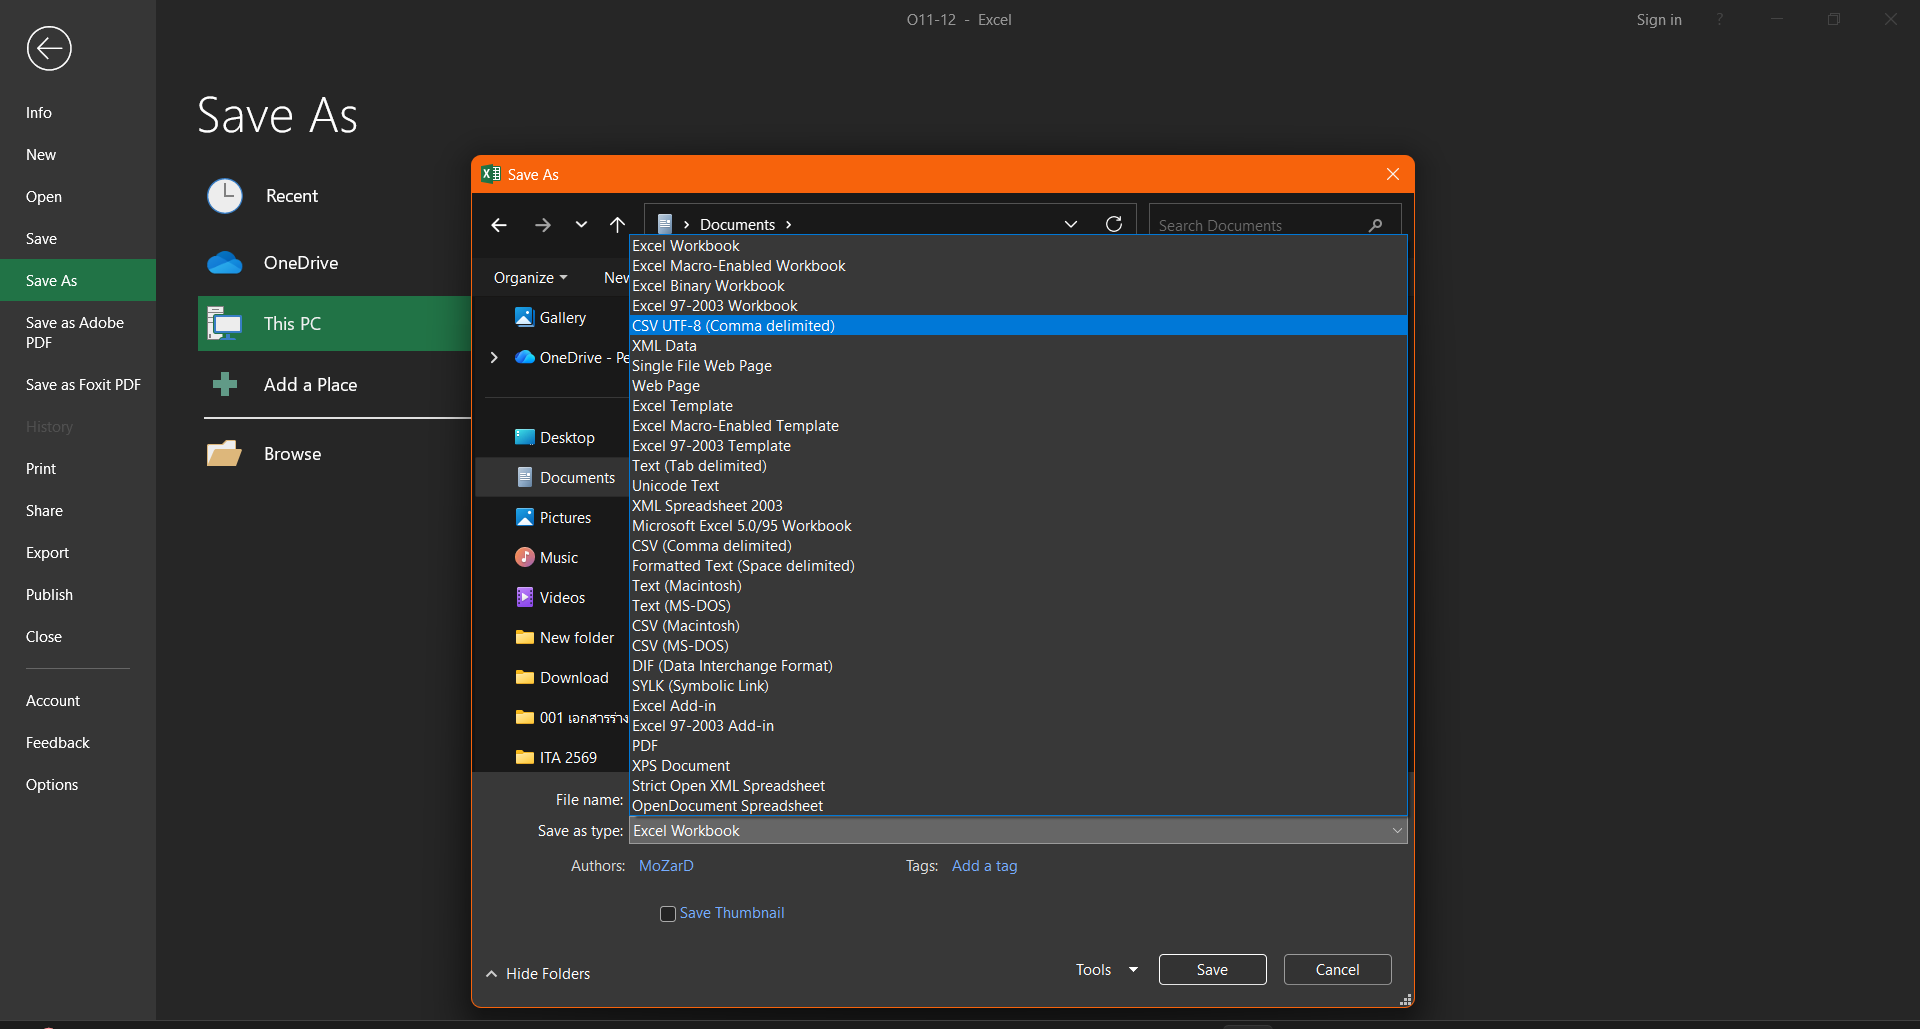 O11-12 - Excel
Sign in
?
Info
New
Open
Save
Save As
Save as Adobe
PDF
Save as Foxit PDF
History
Print
Share
Export
Publish
Close
Account
Feedback
Options
Save As
Recent
OneDrive
This PC
Add a Place
Browse
Save As
Documents
Search Documents
Organize
New
Gallery
OneDrive - Pe
Desktop
Documents
Pictures
Music
Videos
New folder
Download
001 เอกสารร่าง
ITA 2569
Excel Workbook
Excel Macro-Enabled Workbook
Excel Binary Workbook
Excel 97-2003 Workbook
CSV UTF-8 (Comma delimited)
XML Data
Single File Web Page
Web Page
Excel Template
Excel Macro-Enabled Template
Excel 97-2003 Template
Text (Tab delimited)
Unicode Text
XML Spreadsheet 2003
Microsoft Excel 5.0/95 Workbook
CSV (Comma delimited)
Formatted Text (Space delimited)
Text (Macintosh)
Text (MS-DOS)
CSV (Macintosh)
CSV (MS-DOS)
DIF (Data Interchange Format)
SYLK (Symbolic Link)
Excel Add-in
Excel 97-2003 Add-in
PDF
XPS Document
Strict Open XML Spreadsheet
OpenDocument Spreadsheet
File name:
Save as type: Excel Workbook
Authors: MoZarD
Tags: Add a tag
Save Thumbnail
Hide Folders
Tools
Save
Cancel